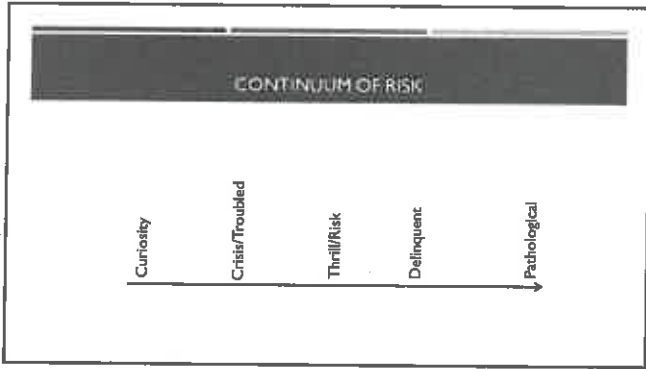 CONTINUUM OF RISK
Curiosity
Crisis/Troubled
Thrill/Risk
Delinquent
Pathological